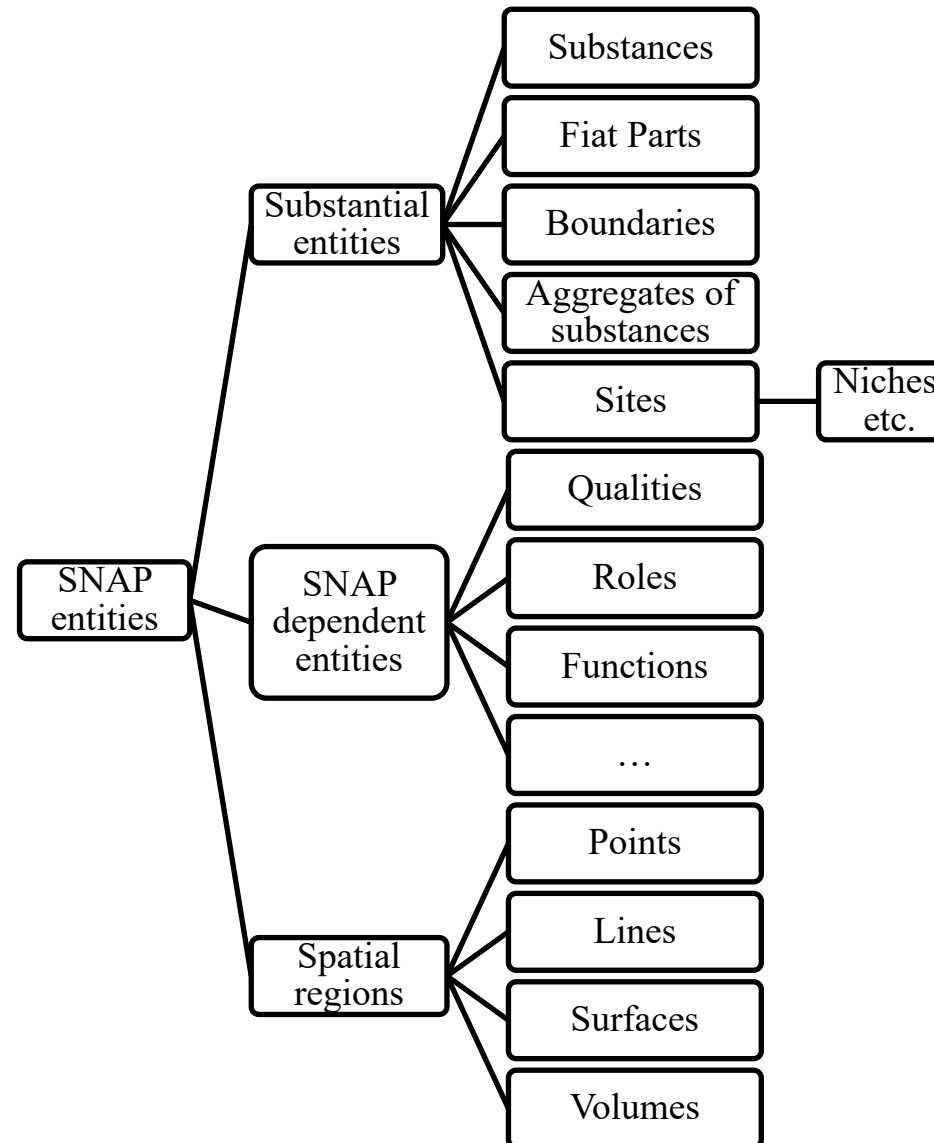 Substances
Fiat Parts
Substantial
entities
Boundaries
Aggregates of
substances
Sites
Niches
etc.
Qualities
SNAP
entities
SNAP
dependent
entities
Roles
Functions
…
Points
Lines
Spatial
regions
Surfaces
Volumes